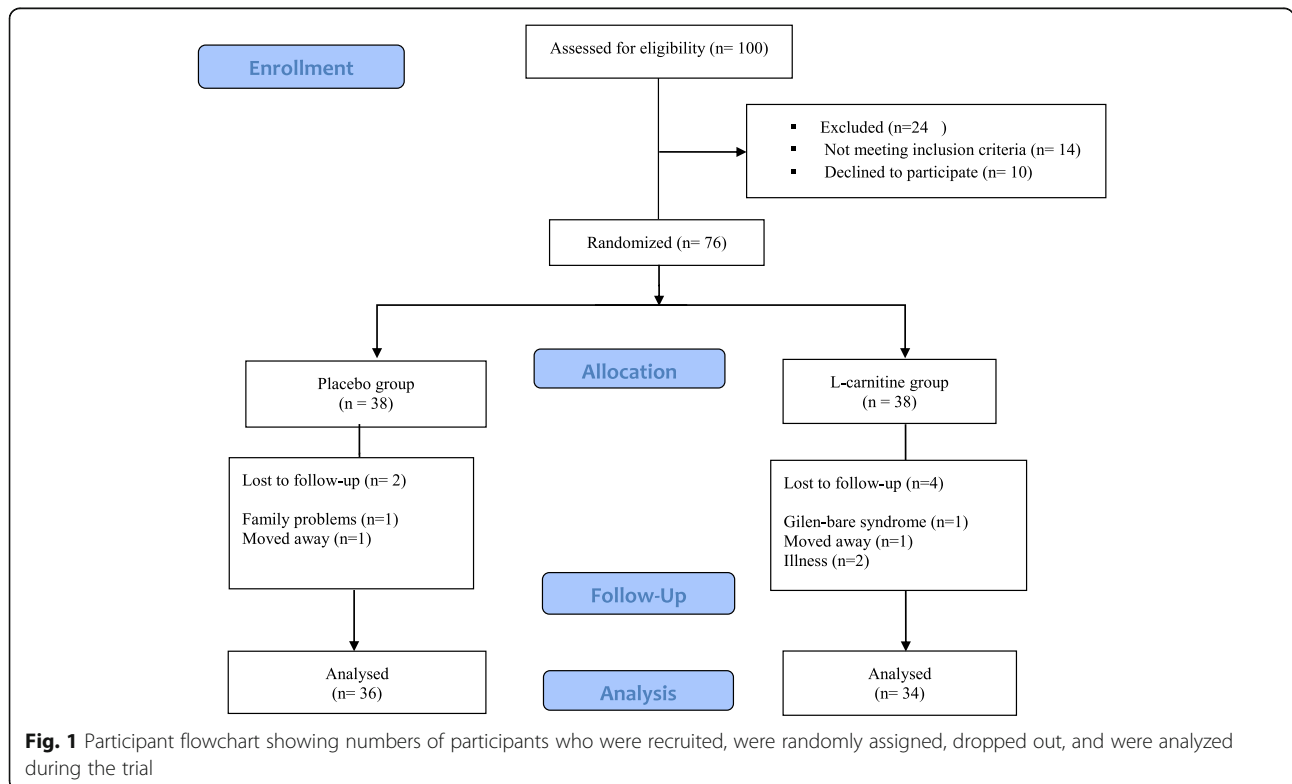 Assessed for eligibility (n= 100)
Enrollment
▪ Excluded (n=24 )
▪ Not meeting inclusion criteria (n= 14)
▪ Declined to participate (n= 10)
Randomized (n= 76)
Allocation
Placebo group
(n = 38)
L-carnitine group
(n = 38)
Lost to follow-up (n= 2)
Family problems (n=1)
Moved away (n=1)
Lost to follow-up (n=4)
Gilen-bare syndrome (n=1)
Moved away (n=1)
Illness (n=2)
Follow-Up
Analysed
(n= 36)
Analysed
(n= 34)
Analysis
Fig. 1 Participant flowchart showing numbers of participants who were recruited, were randomly assigned, dropped out, and were analyzed
during the trial